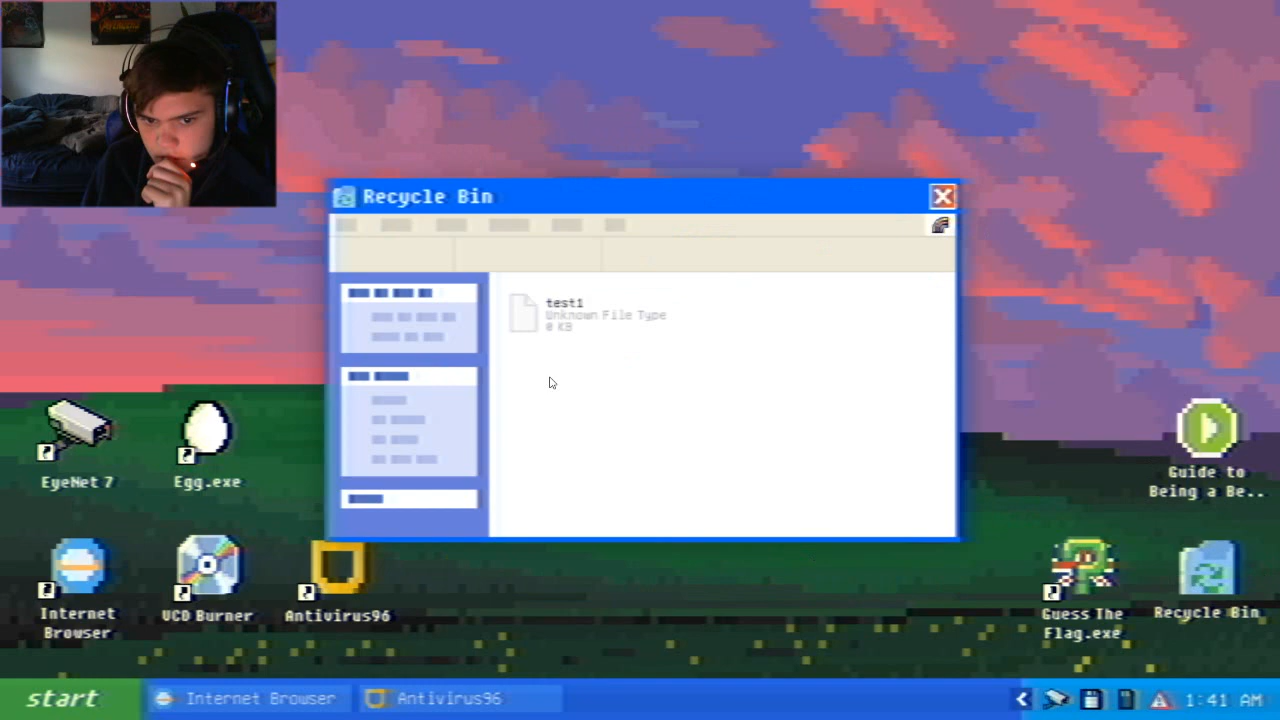 Recycle Bin
test1
Unknown File Type
0 KB
EyeNet 7
Egg.exe
Guide to
Being a Be..
Internet
Browser
VCD Burner
Antivirus96
Guess The
Flag.exe
Recycle Bin
start
Internet Browser
Antivirus96
1:41 AM